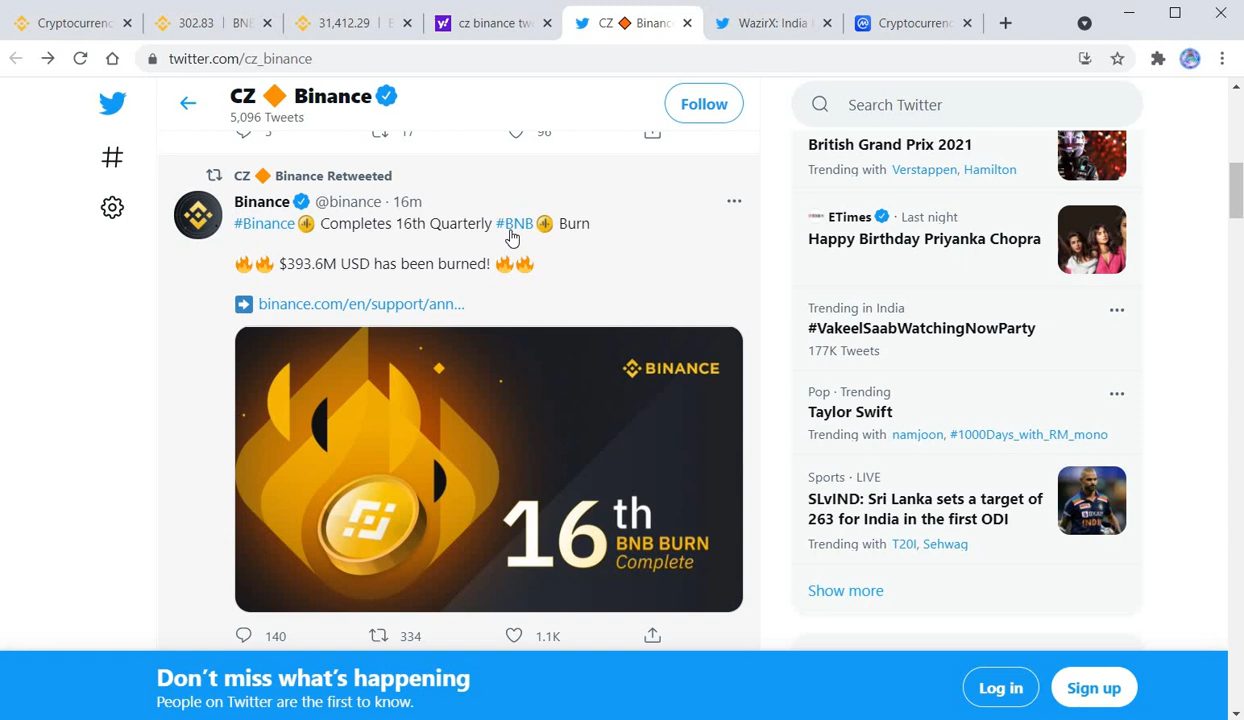 Cryptocurrenc
302.83 | BNE
31,412.29 | E
cz binance tw
CZ 🔶 Binanc
WazirX: India
Cryptocurrenc
twitter.com/cz_binance
CZ 🔶 Binance
5,096 Tweets
Follow
Search Twitter
5 17 96
CZ 🔶 Binance Retweeted
Binance @binance · 16m
#Binance Completes 16th Quarterly #BNB Burn
🔥🔥 $393.6M USD has been burned! 🔥🔥
➡️ binance.com/en/support/ann...
BINANCE
16th
BNB BURN
Complete
140 334 1.1K
British Grand Prix 2021
Trending with Verstappen, Hamilton
ETimes · Last night
Happy Birthday Priyanka Chopra
Trending in India
#VakeelSaabWatchingNowParty
177K Tweets
Pop · Trending
Taylor Swift
Trending with namjoon, #1000Days_with_RM_mono
Sports · LIVE
SLvIND: Sri Lanka sets a target of
263 for India in the first ODI
Trending with T20I, Sehwag
Show more
Don't miss what's happening
People on Twitter are the first to know.
Log in
Sign up